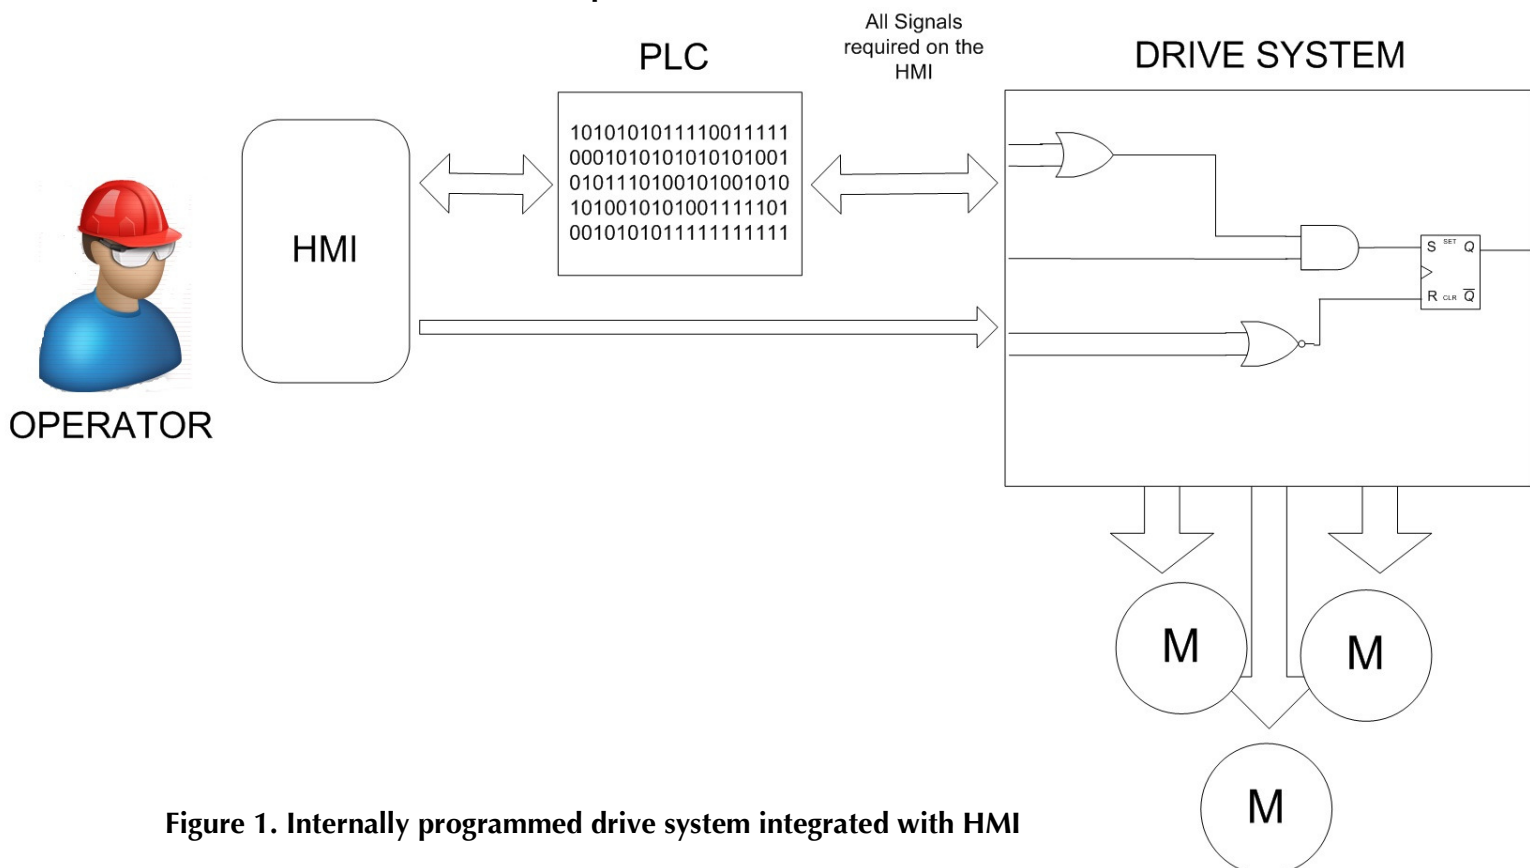 All Signals
required on the
HMI
PLC
DRIVE SYSTEM
1010101011110011111
0001010101010101001
0101110100101001010
1010010101001111101
0010101011111111111
HMI
S SET Q
R CLR Q
OPERATOR
M
M
M
Figure 1. Internally programmed drive system integrated with HMI